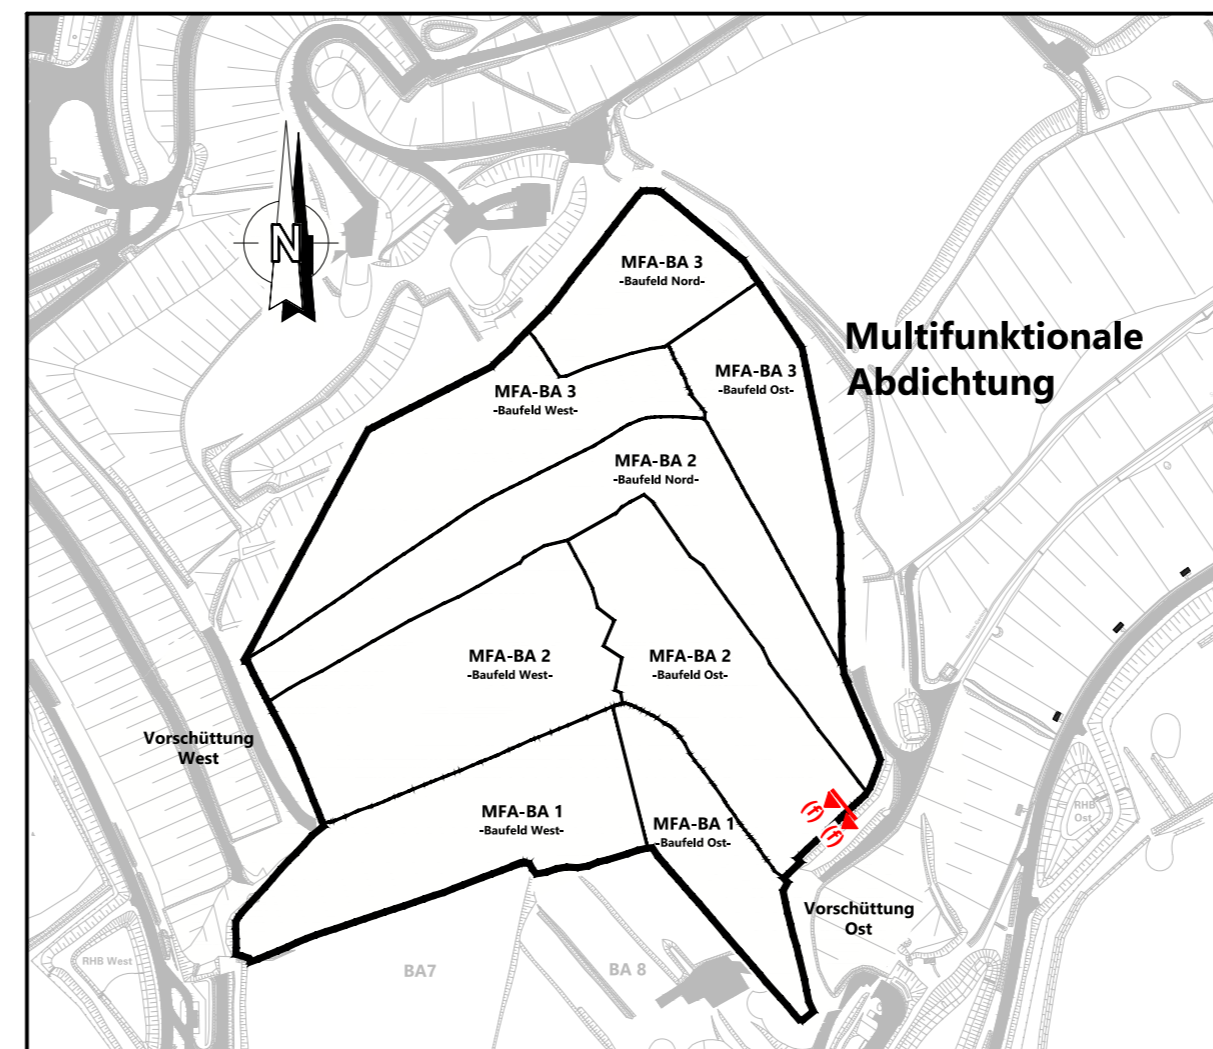 N
MFA-BA 3
-Baufeld Nord-
Multifunktionale
Abdichtung
MFA-BA 3
-Baufeld Ost-
MFA-BA 3
-Baufeld West-
MFA-BA 2
-Baufeld Nord-
MFA-BA 2
-Baufeld West-
MFA-BA 2
-Baufeld Ost-
Vorschüttung
West
MFA-BA 1
-Baufeld West-
MFA-BA 1
-Baufeld Ost-
(f)
(f)
RHB
Ost
Vorschüttung
Ost
RHB West
BA7
BA 8